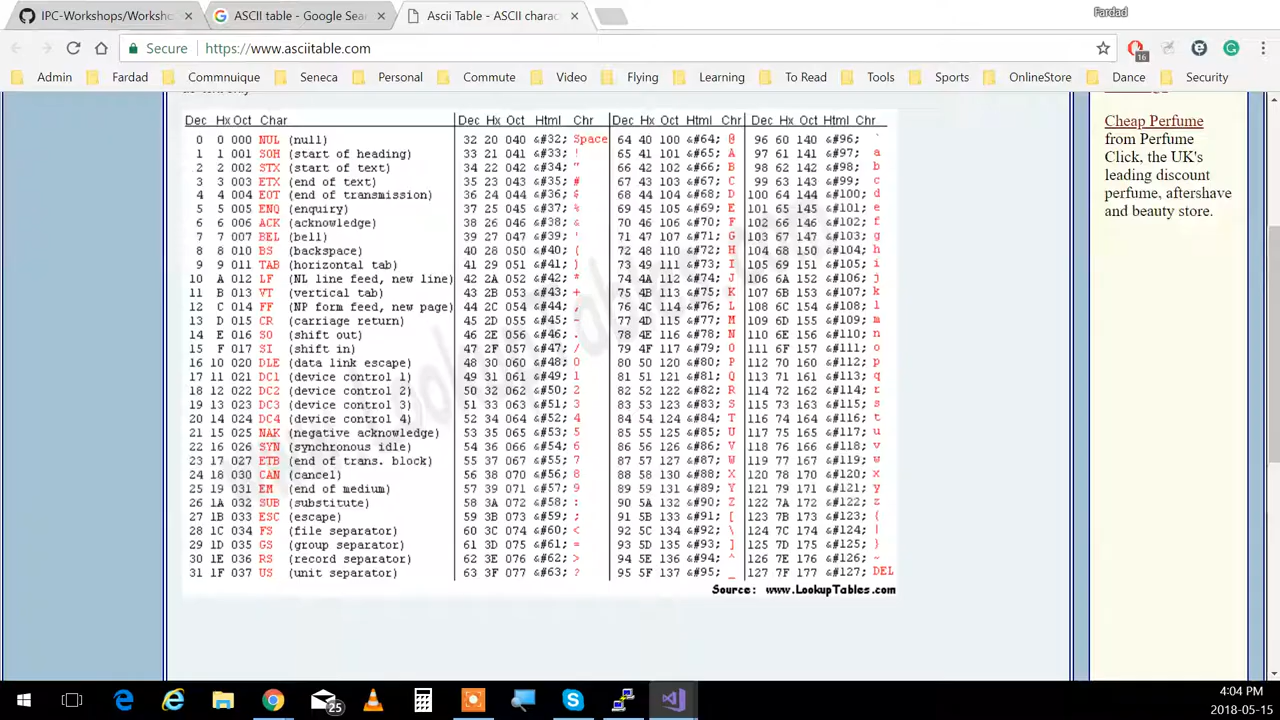 IPC-Workshops/Workshop
ASCII table - Google Sea
Ascii Table - ASCII charac
Fardad
Secure
https://www.asciitable.com
16
Admin Fardad Commnuique Seneca Personal Commute Video Flying Learning To Read Tools Sports OnlineStore Dance Security
Dec Hx Oct Char Dec Hx Oct Html Chr Dec Hx Oct Html Chr Dec Hx Oct Html Chr
0 0 000 NUL (null) 32 20 040 &#32; Space 64 40 100 &#64; @ 96 60 140 &#96; `
1 1 001 SOH (start of heading) 33 21 041 &#33; ! 65 41 101 &#65; A 97 61 141 &#97; a
2 2 002 STX (start of text) 34 22 042 &#34; " 66 42 102 &#66; B 98 62 142 &#98; b
3 3 003 ETX (end of text) 35 23 043 &#35; # 67 43 103 &#67; C 99 63 143 &#99; c
4 4 004 EOT (end of transmission) 36 24 044 &#36; $ 68 44 104 &#68; D 100 64 144 &#100; d
5 5 005 ENQ (enquiry) 37 25 045 &#37; % 69 45 105 &#69; E 101 65 145 &#101; e
6 6 006 ACK (acknowledge) 38 26 046 &#38; & 70 46 106 &#70; F 102 66 146 &#102; f
7 7 007 BEL (bell) 39 27 047 &#39; ' 71 47 107 &#71; G 103 67 147 &#103; g
8 8 010 BS (backspace) 40 28 050 &#40; ( 72 48 110 &#72; H 104 68 150 &#104; h
9 9 011 TAB (horizontal tab) 41 29 051 &#41; ) 73 49 111 &#73; I 105 69 151 &#105; i
10 A 012 LF (NL line feed, new line) 42 2A 052 &#42; * 74 4A 112 &#74; J 106 6A 152 &#106; j
11 B 013 VT (vertical tab) 43 2B 053 &#43; + 75 4B 113 &#75; K 107 6B 153 &#107; k
12 C 014 FF (NP form feed, new page) 44 2C 054 &#44; , 76 4C 114 &#76; L 108 6C 154 &#108; l
13 D 015 CR (carriage return) 45 2D 055 &#45; - 77 4D 115 &#77; M 109 6D 155 &#109; m
14 E 016 SO (shift out) 46 2E 056 &#46; . 78 4E 116 &#78; N 110 6E 156 &#110; n
15 F 017 SI (shift in) 47 2F 057 &#47; / 79 4F 117 &#79; O 111 6F 157 &#111; o
16 10 020 DLE (data link escape) 48 30 060 &#48; 0 80 50 120 &#80; P 112 70 160 &#112; p
17 11 021 DC1 (device control 1) 49 31 061 &#49; 1 81 51 121 &#81; Q 113 71 161 &#113; q
18 12 022 DC2 (device control 2) 50 32 062 &#50; 2 82 52 122 &#82; R 114 72 162 &#114; r
19 13 023 DC3 (device control 3) 51 33 063 &#51; 3 83 53 123 &#83; S 115 73 163 &#115; s
20 14 024 DC4 (device control 4) 52 34 064 &#52; 4 84 54 124 &#84; T 116 74 164 &#116; t
21 15 025 NAK (negative acknowledge) 53 35 065 &#53; 5 85 55 125 &#85; U 117 75 165 &#117; u
22 16 026 SYN (synchronous idle) 54 36 066 &#54; 6 86 56 126 &#86; V 118 76 166 &#118; v
23 17 027 ETB (end of trans. block) 55 37 067 &#55; 7 87 57 127 &#87; W 119 77 167 &#119; w
24 18 030 CAN (cancel) 56 38 070 &#56; 8 88 58 130 &#88; X 120 78 170 &#120; x
25 19 031 EM (end of medium) 57 39 071 &#57; 9 89 59 131 &#89; Y 121 79 171 &#121; y
26 1A 032 SUB (substitute) 58 3A 072 &#58; : 90 5A 132 &#90; Z 122 7A 172 &#122; z
27 1B 033 ESC (escape) 59 3B 073 &#59; ; 91 5B 133 &#91; [ 123 7B 173 &#123; {
28 1C 034 FS (file separator) 60 3C 074 &#60; < 92 5C 134 &#92; \ 124 7C 174 &#124; |
29 1D 035 GS (group separator) 61 3D 075 &#61; = 93 5D 135 &#93; ] 125 7D 175 &#125; }
30 1E 036 RS (record separator) 62 3E 076 &#62; > 94 5E 136 &#94; ^ 126 7E 176 &#126; ~
31 1F 037 US (unit separator) 63 3F 077 &#63; ? 95 5F 137 &#95; _ 127 7F 177 &#127; DEL
Source: www.LookupTables.com
Cheap Perfume
from Perfume
Click, the UK's
leading discount
perfume, aftershave
and beauty store.
25
4:04 PM
2018-05-15